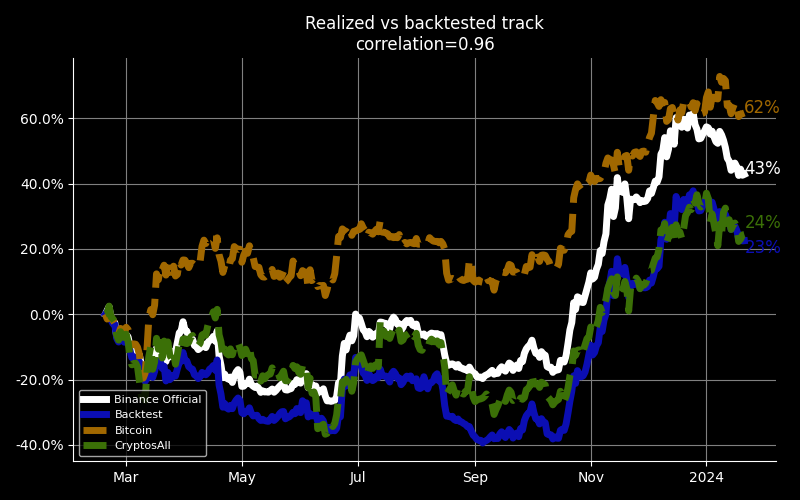 Realized vs backtested track
correlation=0.96
60.0%
40.0%
20.0%
0.0%
-20.0%
-40.0%
62%
43%
24%
23%
Binance Official
Backtest
Bitcoin
CryptosAll
Mar
May
Jul
Sep
Nov
2024